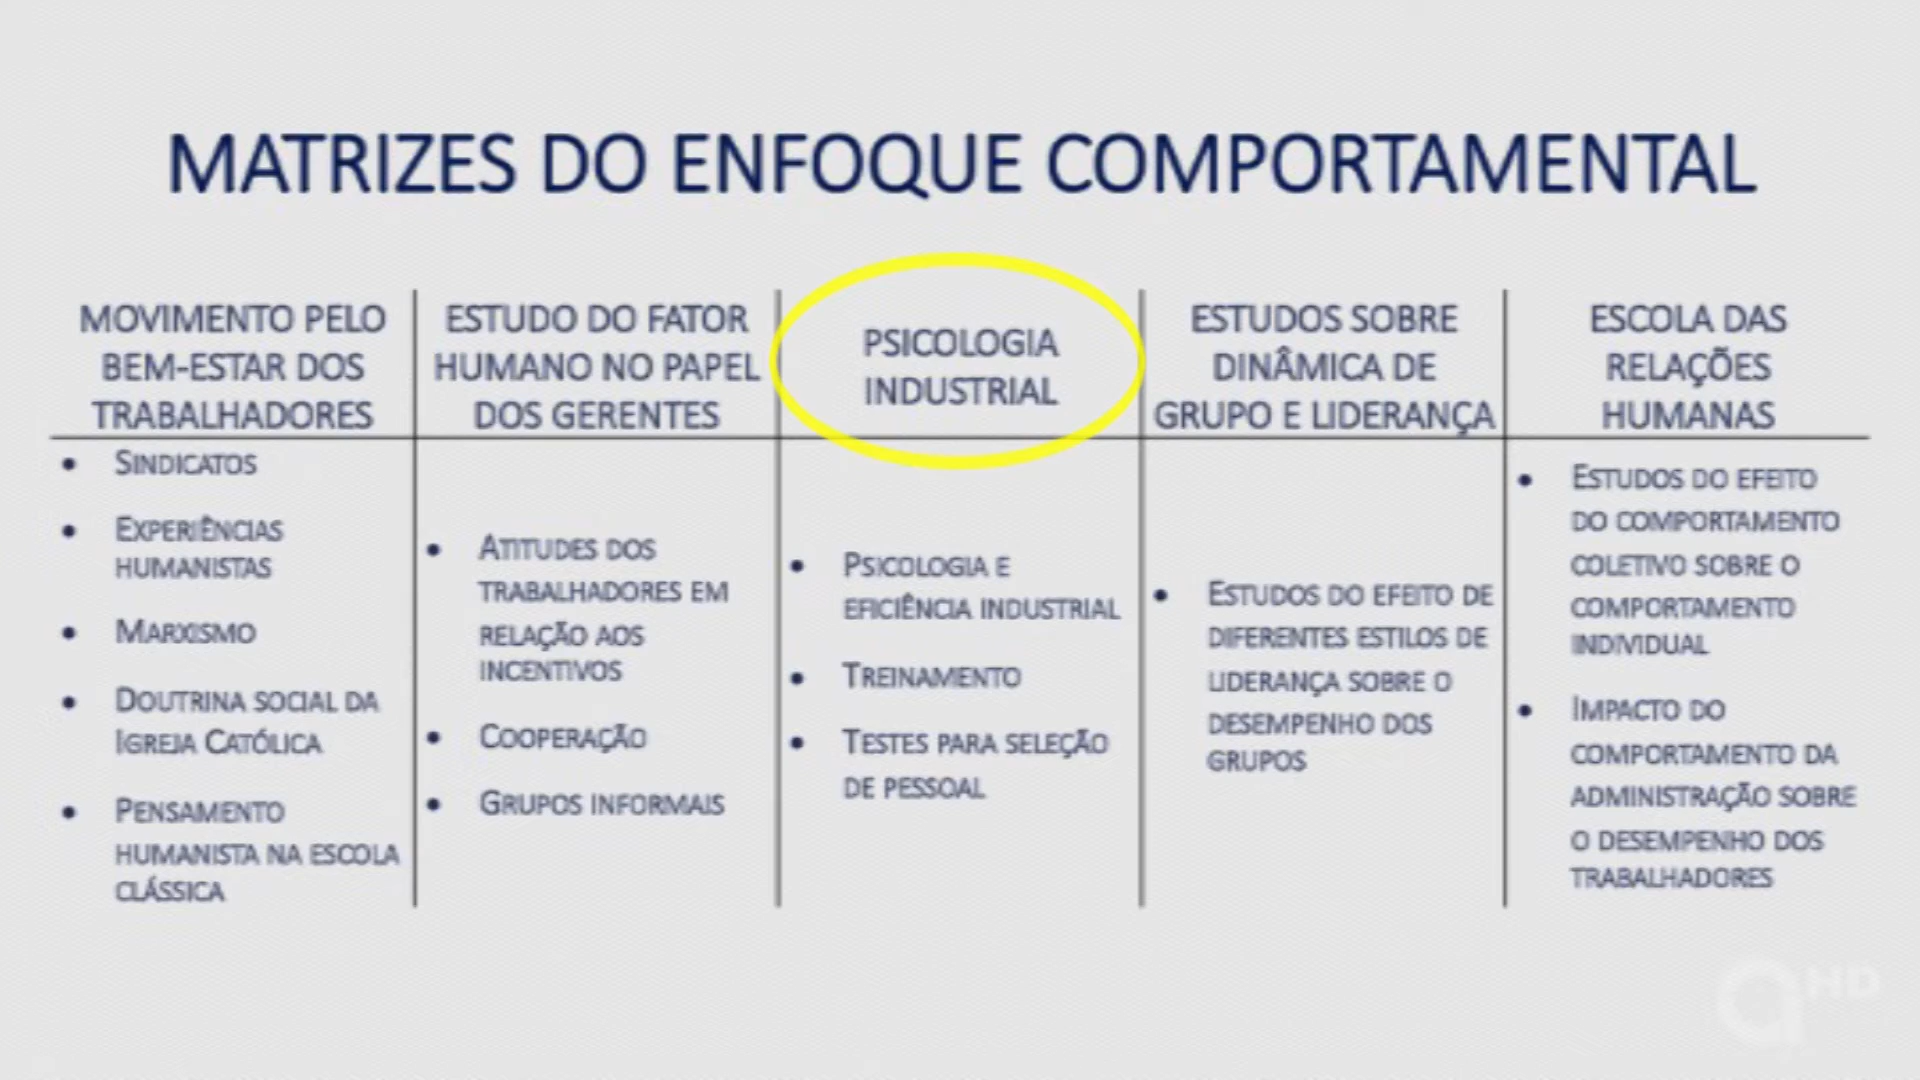 MATRIZES DO ENFOQUE COMPORTAMENTAL
MOVIMENTO PELO
BEM-ESTAR DOS
TRABALHADORES
• SINDICATOS
• EXPERIÊNCIAS
HUMANISTAS
• MARXISMO
• DOUTRINA SOCIAL DA
IGREJA CATÓLICA
• PENSAMENTO
HUMANISTA NA ESCOLA
CLÁSSICA
ESTUDO DO FATOR
HUMANO NO PAPEL
DOS GERENTES
• ATITUDES DOS
TRABALHADORES EM
RELAÇÃO AOS
INCENTIVOS
• COOPERAÇÃO
• GRUPOS INFORMAIS
PSICOLOGIA
INDUSTRIAL
• PSICOLOGIA E
EFICIÊNCIA INDUSTRIAL
• TREINAMENTO
• TESTES PARA SELEÇÃO
DE PESSOAL
ESTUDOS SOBRE
DINÂMICA DE
GRUPO E LIDERANÇA
• ESTUDOS DO EFEITO DE
DIFERENTES ESTILOS DE
LIDERANÇA SOBRE O
DESEMPENHO DOS
GRUPOS
ESCOLA DAS
RELAÇÕES
HUMANAS
• ESTUDOS DO EFEITO
DO COMPORTAMENTO
COLETIVO SOBRE O
COMPORTAMENTO
INDIVIDUAL
• IMPACTO DO
COMPORTAMENTO DA
ADMINISTRAÇÃO SOBRE
O DESEMPENHO DOS
TRABALHADORES
a HD